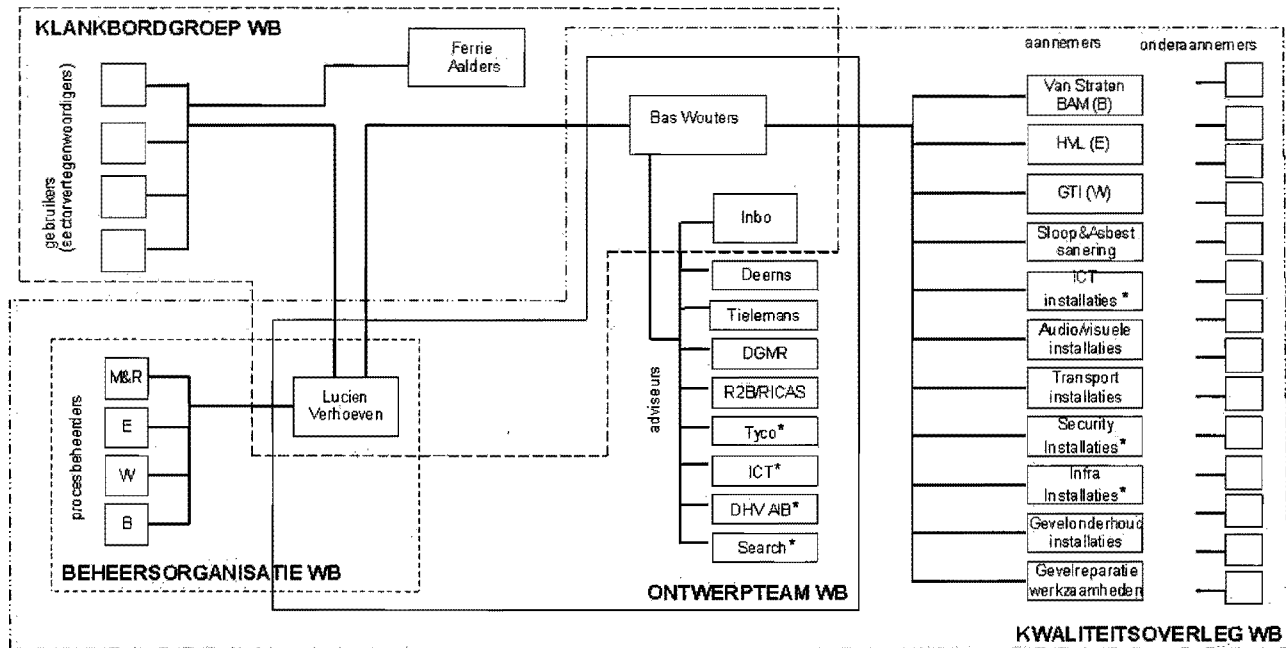 KLANKBORDGROEP WB
gebruikers
(sectorvertegenwoordigers)
Ferrie
Aalders
Bas Wouters
Lucien
Verhoeven
procesbeheerders
M&R
E
W
B
BEHEERSORGANISATIE WB
adviseurs
Inbo
Deerns
Tielemans
DGMR
R2B/RICAS
Tyco*
ICT*
DHV AIB*
Search*
ONTWERPTEAM WB
aannemers
onderaannemers
Van Straten
BAM (B)
HVL (E)
GTI (W)
Sloop&Asbest
sanering
ICT
installaties *
Audio/visuele
installaties
Transport
installaties
Security
Installaties*
Infra
Installaties*
Gevelonderhoud
installaties
Gevelreparatie
werkzaamheden
KWALITEITSOVERLEG WB